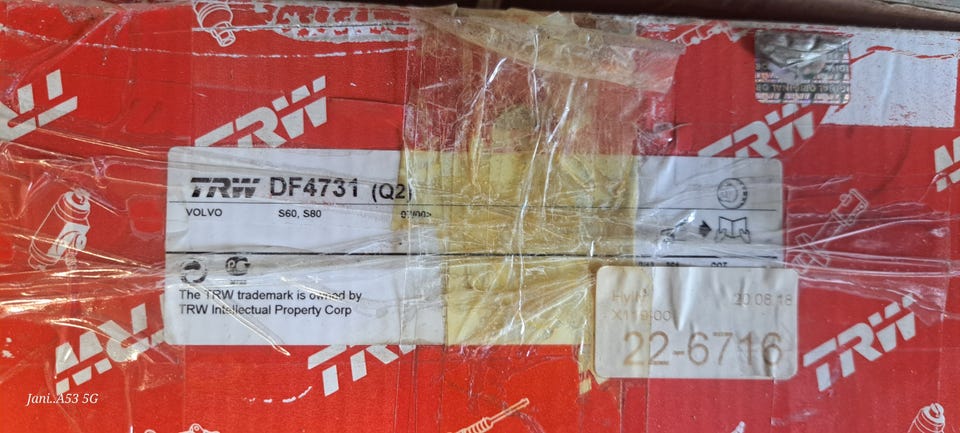 TRW
TRW
TRW DF4731 (Q2)
VOLVO S60, S80
The TRW trademark is owned by
TRW Intellectual Property Corp
20.06.18
22-6716
TRW
TRW
Jani..A53 5G